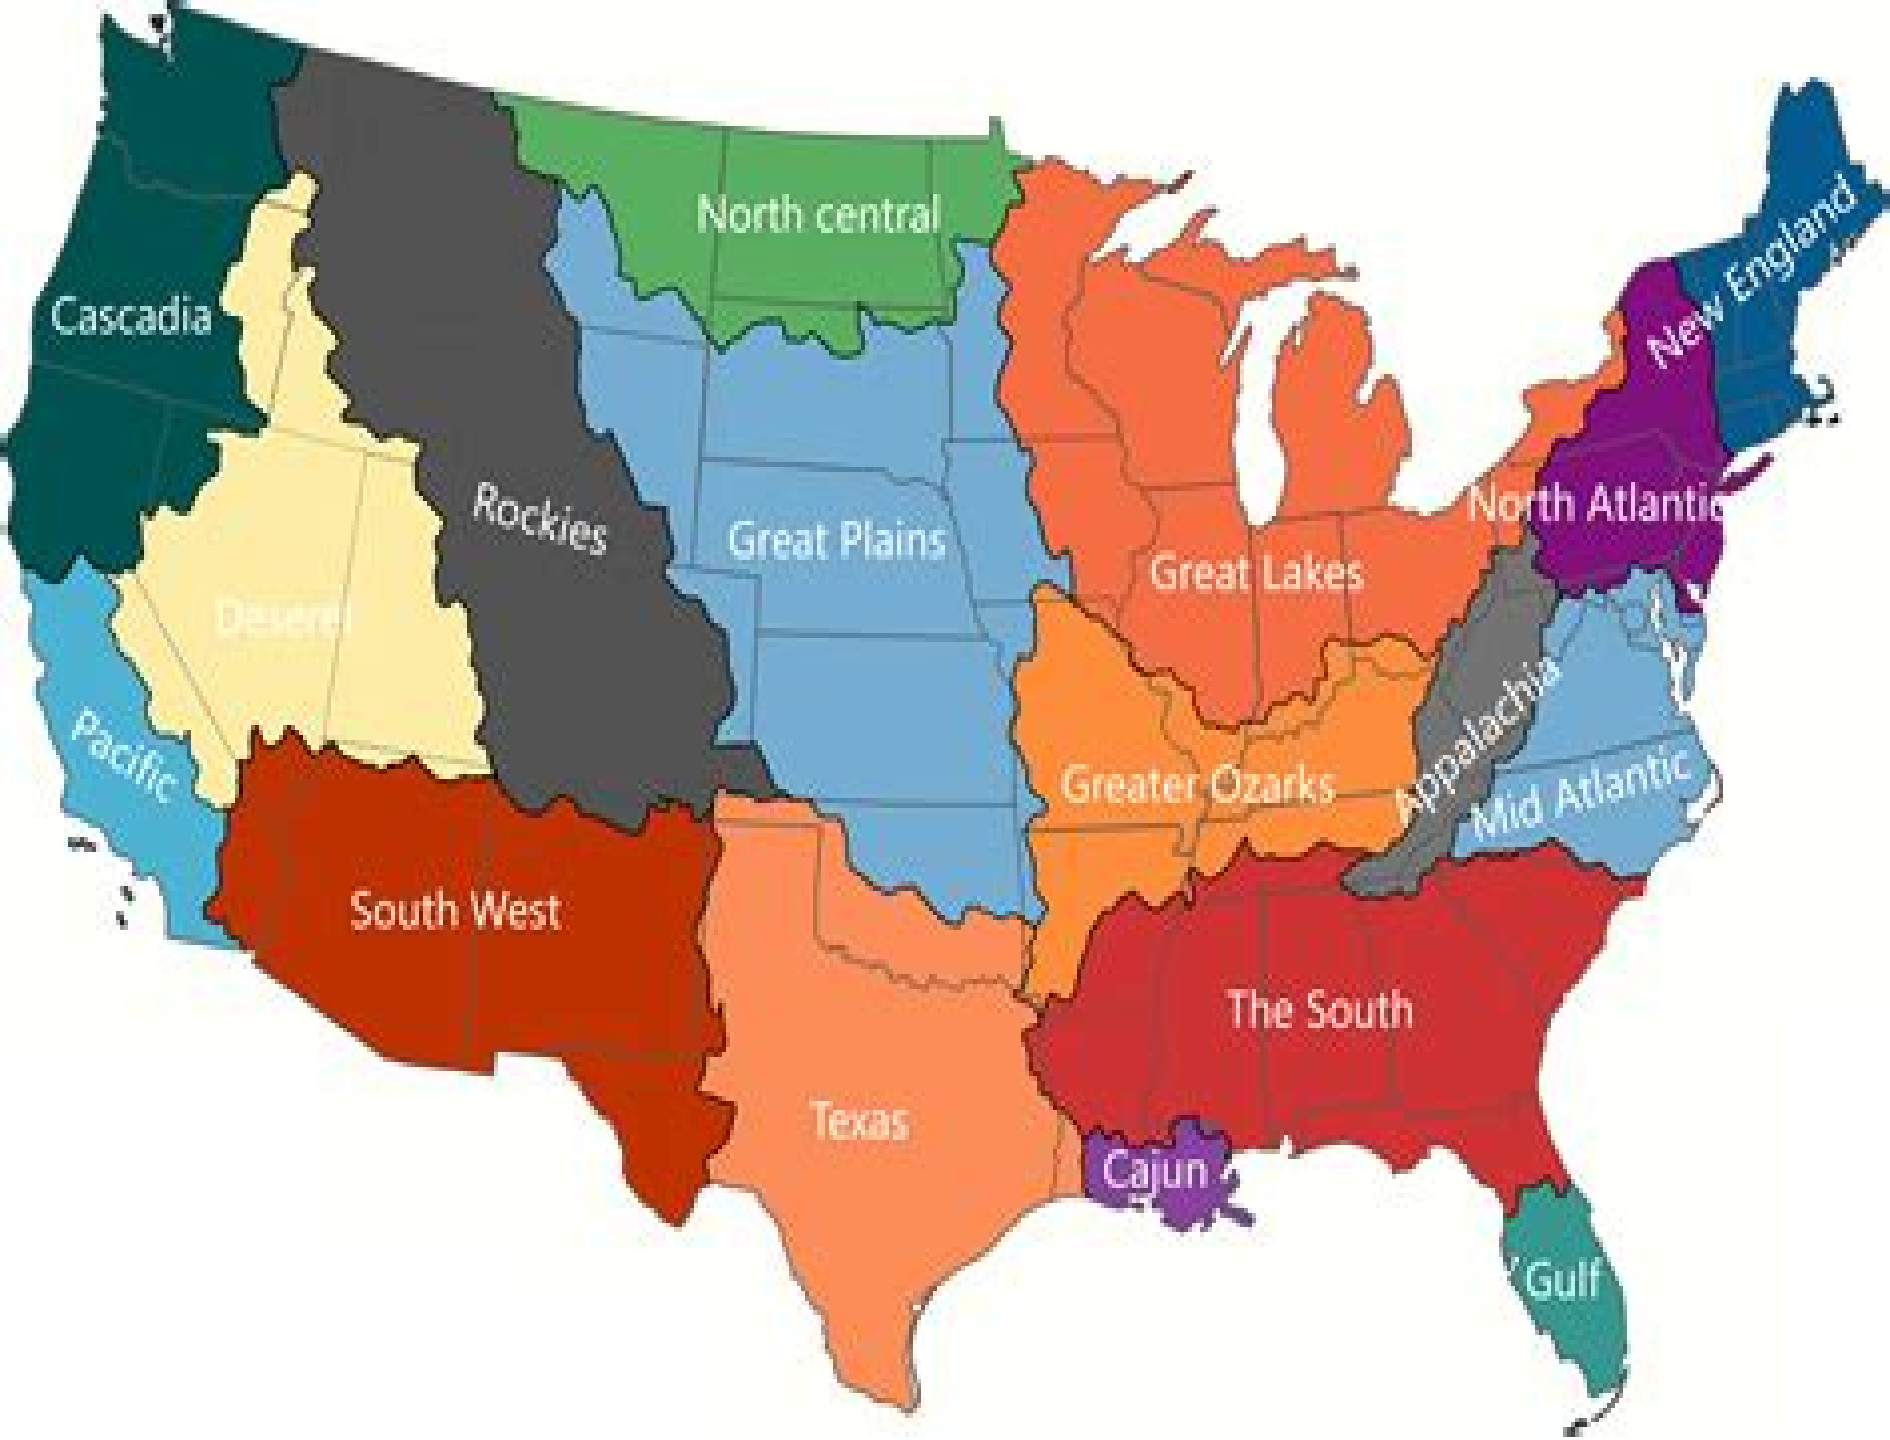 North central
New England
Cascadia
Rockies
North Atlantic
Great Plains
Great Lakes
Deseret
Appalachia
Pacific
Greater Ozarks
Mid Atlantic
South West
The South
Texas
Cajun
Gulf